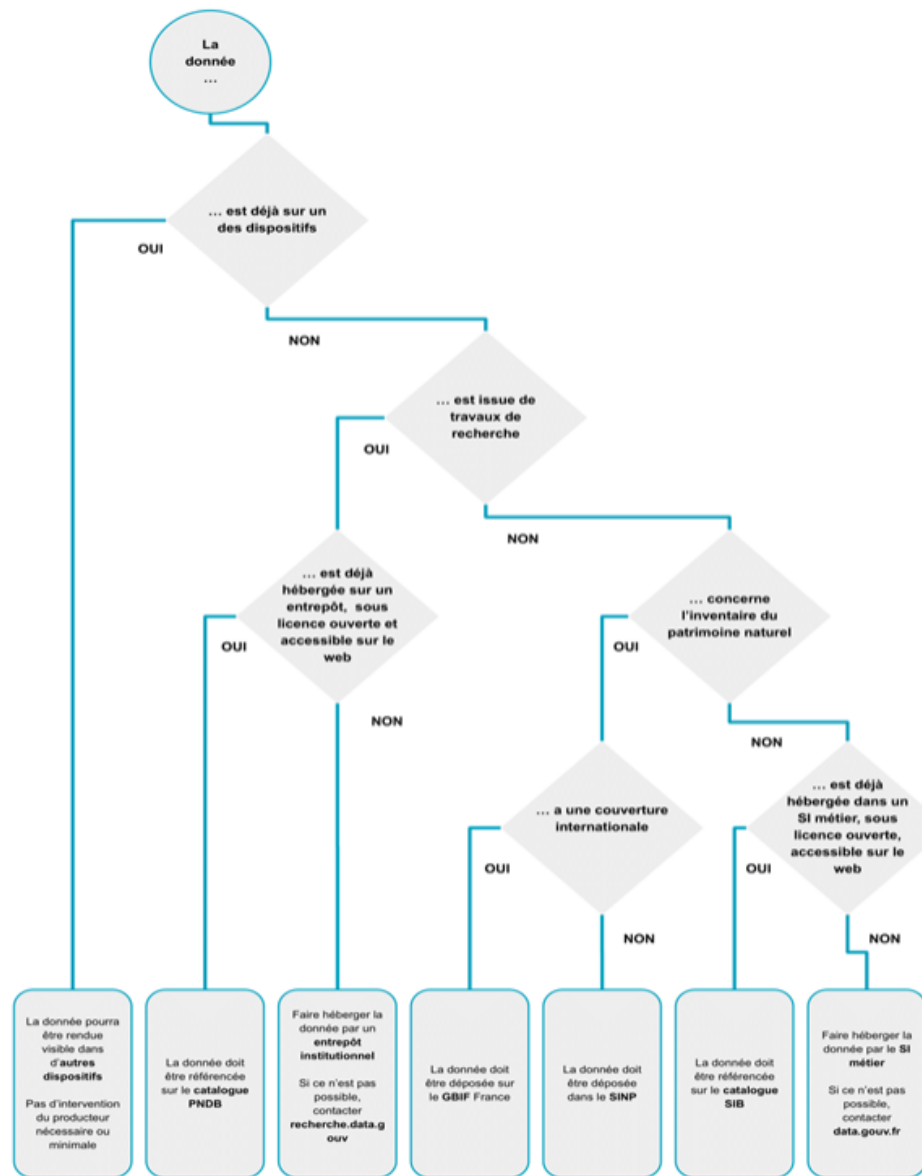 La
donnée
…
… est déjà sur un
des dispositifs
OUI
NON
… est issue de
travaux de
recherche
OUI
NON
… est déjà
hébergée sur un
entrepôt, sous
licence ouverte et
accessible sur le
web
OUI
NON
… concerne
l'inventaire du
patrimoine naturel
OUI
NON
… a une couverture
internationale
OUI
NON
… est déjà
hébergée dans un
SI métier, sous
licence ouverte,
accessible sur le
web
OUI
NON
La donnée pourra
être rendue
visible dans
d'autres
dispositifs
Pas d'intervention
du producteur
nécessaire ou
minimale
La donnée doit
être référencée
sur le catalogue
PNDB
Faire héberger la
donnée par un
entrepôt
institutionnel
Si ce n'est pas
possible,
contacter
recherche.data.g
ouv
La donnée doit
être déposée sur
le GBIF France
La donnée doit
être déposée
dans le SINP
La donnée doit
être référencée
sur le catalogue
SIB
Faire héberger la
donnée par le SI
métier
Si ce n'est pas
possible,
contacter
data.gouv.fr